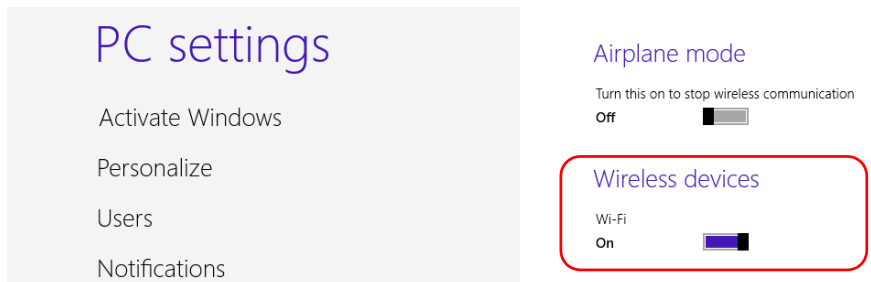 PC settings
Activate Windows
Personalize
Users
Notifications
Airplane mode
Turn this on to stop wireless communication
Off
Wireless devices
Wi-Fi
On